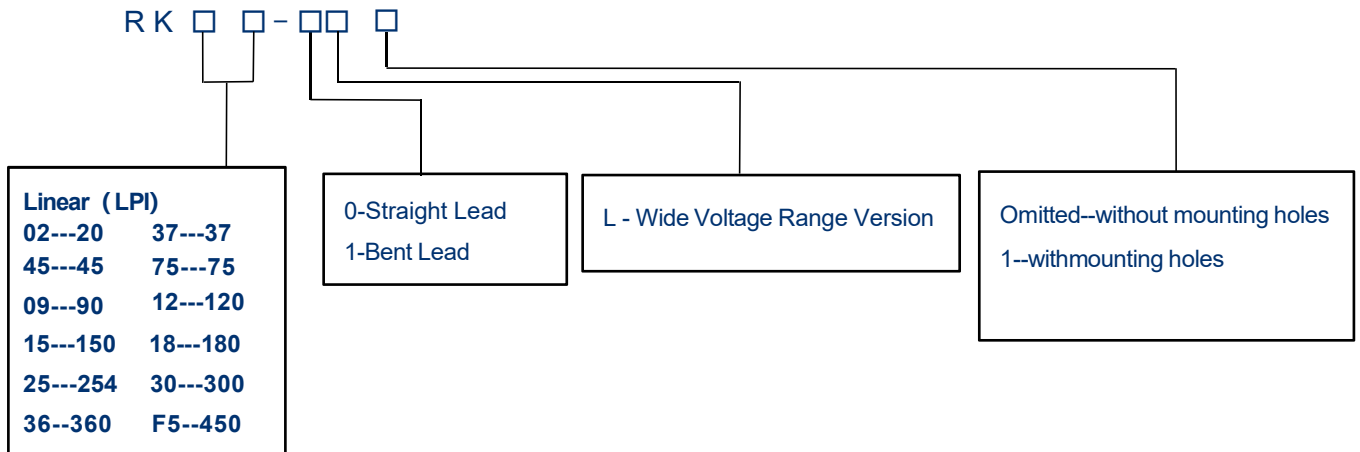 RK□□-□□□
Linear (LPI)
02---20 37---37
45---45 75---75
09---90 12---120
15---150 18---180
25---254 30---300
36--360 F5--450
0-Straight Lead
1-Bent Lead
L - Wide Voltage Range Version
Omitted--without mounting holes
1--withmounting holes